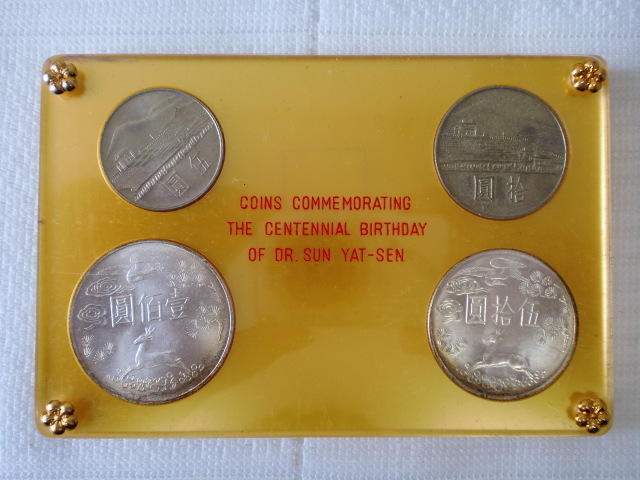 伍圓
拾圓
COINS COMMEMORATING
THE CENTENNIAL BIRTHDAY
OF DR. SUN YAT-SEN
壹佰圓
伍拾圓